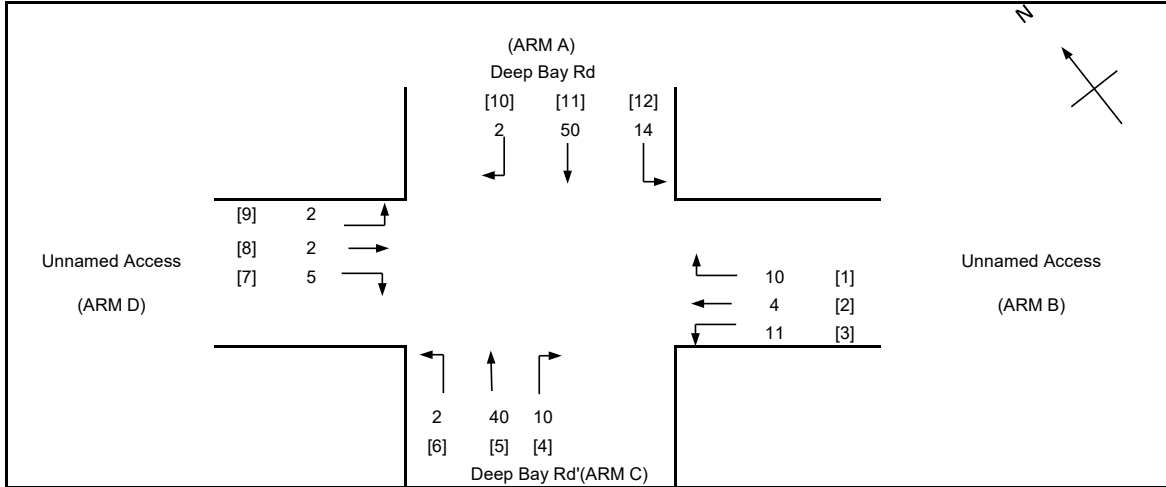 N
(ARM A)
Deep Bay Rd
[10] [11] [12]
2 50 14
[9] 2
[8] 2
[7] 5
Unnamed Access
(ARM D)
10 [1]
4 [2]
11 [3]
Unnamed Access
(ARM B)
2 40 10
[6] [5] [4]
Deep Bay Rd'(ARM C)